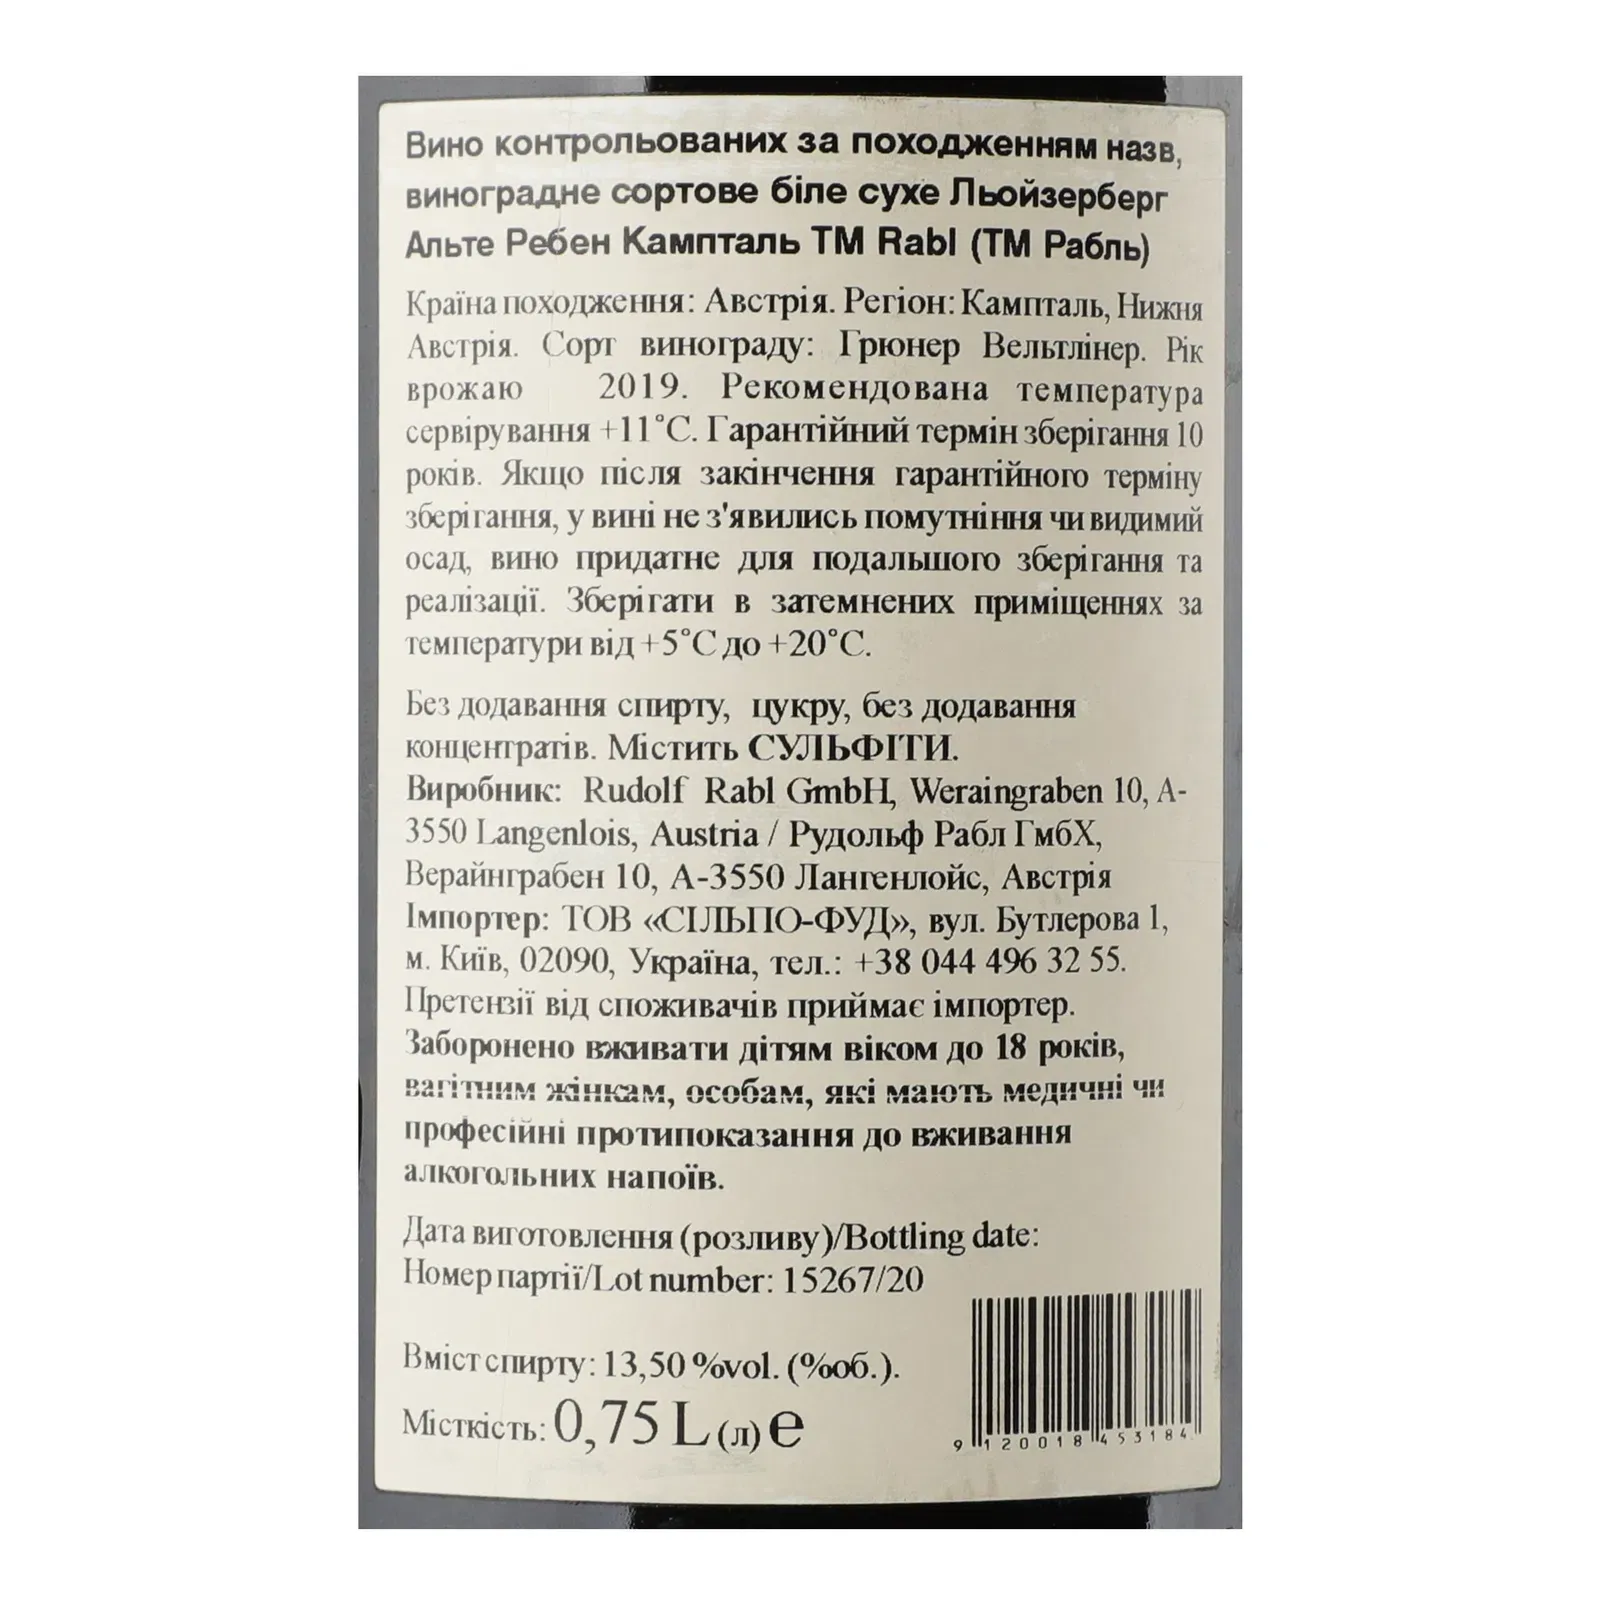 Вино контрольованих за походженням назв,
виноградне сортове біле сухе Льойзерберг
Альте Ребен Кампталь ТМ Rabl (ТМ Рабль)
Країна походження: Австрія. Регіон: Кампталь, Нижня
Австрія. Сорт винограду: Грюнер Вельтлінер. Рік
врожаю 2019. Рекомендована температура
сервірування +11°C. Гарантійний термін зберігання 10
років. Якщо після закінчення гарантійного терміну
зберігання, у вині не з'явились помутніння чи видимий
осад, вино придатне для подальшого зберігання та
реалізації. Зберігати в затемнених приміщеннях за
температури від +5°C до +20°C.
Без додавання спирту, цукру, без додавання
концентратів. Містить СУЛЬФІТИ.
Виробник: Rudolf Rabl GmbH, Weraingraben 10, A-
3550 Langenlois, Austria / Рудольф Рабл ГмбХ,
Верайнграбен 10, А-3550 Лангенлойс, Австрія
Імпортер: ТОВ «СІЛЬПО-ФУД», вул. Бутлерова 1,
м. Київ, 02090, Україна, тел.: +38 044 496 32 55.
Претензії від споживачів приймає імпортер.
Заборонено вживати дітям віком до 18 років,
вагітним жінкам, особам, які мають медичні чи
професійні протипоказання до вживання
алкогольних напоїв.
Дата виготовлення (розливу)/Bottling date:
Номер партії/Lot number: 15267/20
Вміст спирту: 13,50 %vol. (%об.).
Місткість: 0,75 L (л) e
9 120018 453184